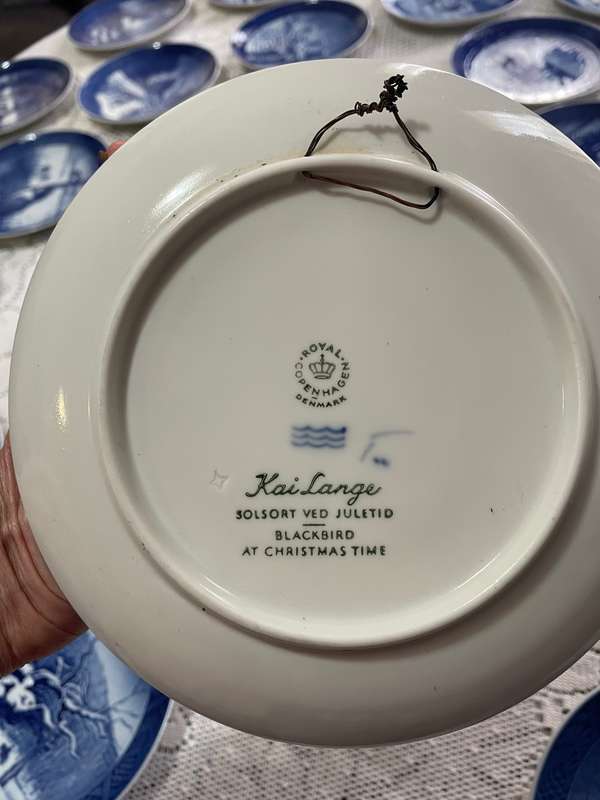 ROYAL
COPENHAGEN
DENMARK
Kai Lange
SOLSORT VED JULETID
BLACKBIRD
AT CHRISTMAS TIME